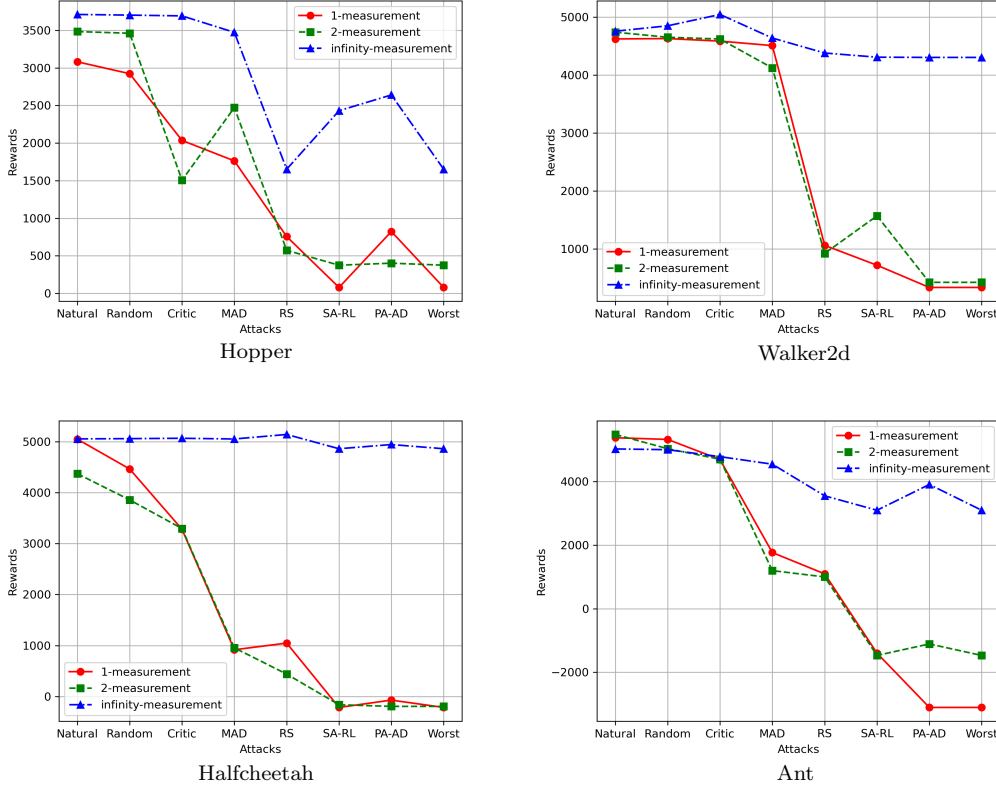 3500
3000
2500
2000
1500
1000
500
0
Rewards
1-measurement
2-measurement
infinity-measurement
Natural Random Critic MAD RS SA-RL PA-AD Worst
Attacks
Hopper
5000
4000
3000
2000
1000
Rewards
1-measurement
2-measurement
infinity-measurement
Natural Random Critic MAD RS SA-RL PA-AD Worst
Attacks
Walker2d
5000
4000
3000
2000
1000
0
Rewards
1-measurement
2-measurement
infinity-measurement
Natural Random Critic MAD RS SA-RL PA-AD Worst
Attacks
Halfcheetah
4000
2000
0
−2000
Rewards
1-measurement
2-measurement
infinity-measurement
Natural Random Critic MAD RS SA-RL PA-AD Worst
Attacks
Ant